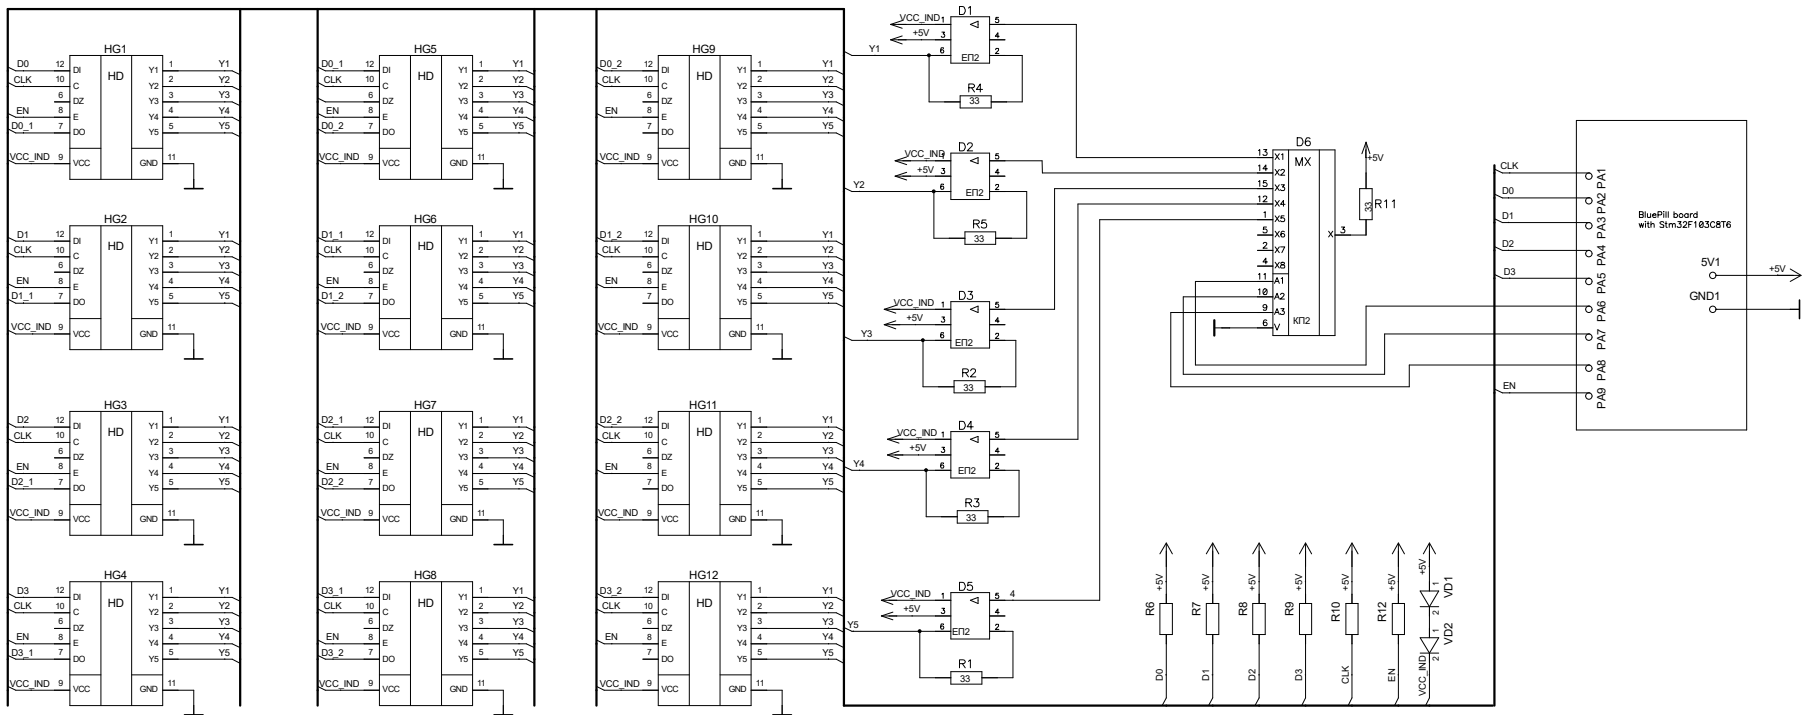 HG1
HD
D0 12 DI Y1 1 Y1
CLK 10 C Y2 2 Y2
6 DZ Y3 3 Y3
EN 8 E Y4 4 Y4
D0_1 7 DO Y5 5 Y5
VCC_IND 9 VCC GND 11
HG2
HD
D1 12 DI Y1 1 Y1
CLK 10 C Y2 2 Y2
6 DZ Y3 3 Y3
EN 8 E Y4 4 Y4
D1_1 7 DO Y5 5 Y5
VCC_IND 9 VCC GND 11
HG3
HD
D2 12 DI Y1 1 Y1
CLK 10 C Y2 2 Y2
6 DZ Y3 3 Y3
EN 8 E Y4 4 Y4
D2_1 7 DO Y5 5 Y5
VCC_IND 9 VCC GND 11
HG4
HD
D3 12 DI Y1 1 Y1
CLK 10 C Y2 2 Y2
6 DZ Y3 3 Y3
EN 8 E Y4 4 Y4
D3_1 7 DO Y5 5 Y5
VCC_IND 9 VCC GND 11
HG5
HD
D0_1 12 DI Y1 1 Y1
CLK 10 C Y2 2 Y2
6 DZ Y3 3 Y3
EN 8 E Y4 4 Y4
D0_2 7 DO Y5 5 Y5
VCC_IND 9 VCC GND 11
HG6
HD
D1_1 12 DI Y1 1 Y1
CLK 10 C Y2 2 Y2
6 DZ Y3 3 Y3
EN 8 E Y4 4 Y4
D1_2 7 DO Y5 5 Y5
VCC_IND 9 VCC GND 11
HG7
HD
D2_1 12 DI Y1 1 Y1
CLK 10 C Y2 2 Y2
6 DZ Y3 3 Y3
EN 8 E Y4 4 Y4
D2_2 7 DO Y5 5 Y5
VCC_IND 9 VCC GND 11
HG8
HD
D3_1 12 DI Y1 1 Y1
CLK 10 C Y2 2 Y2
6 DZ Y3 3 Y3
EN 8 E Y4 4 Y4
D3_2 7 DO Y5 5 Y5
VCC_IND 9 VCC GND 11
HG9
HD
D0_2 12 DI Y1 1 Y1
CLK 10 C Y2 2 Y2
6 DZ Y3 3 Y3
EN 8 E Y4 4 Y4
7 DO Y5 5 Y5
VCC_IND 9 VCC GND 11
HG10
HD
D1_2 12 DI Y1 1 Y1
CLK 10 C Y2 2 Y2
6 DZ Y3 3 Y3
EN 8 E Y4 4 Y4
7 DO Y5 5 Y5
VCC_IND 9 VCC GND 11
HG11
HD
D2_2 12 DI Y1 1 Y1
CLK 10 C Y2 2 Y2
6 DZ Y3 3 Y3
EN 8 E Y4 4 Y4
7 DO Y5 5 Y5
VCC_IND 9 VCC GND 11
HG12
HD
D3_2 12 DI Y1 1 Y1
CLK 10 C Y2 2 Y2
6 DZ Y3 3 Y3
EN 8 E Y4 4 Y4
7 DO Y5 5 Y5
VCC_IND 9 VCC GND 11
D1
VCC_IND 1 5
+5V 3 4
Y1 6 ЕП2 2
R4
33
D2
VCC_IND 1 5
+5V 3 4
Y2 6 ЕП2 2
R5
33
D3
VCC_IND 1 5
+5V 3 4
Y3 6 ЕП2 2
R2
33
D4
VCC_IND 1 5
+5V 3 4
Y4 6 ЕП2 2
R3
33
D5
VCC_IND 1 5 4
+5V 3 4
Y5 6 ЕП2 2
R1
33
D6
MX
13 X1
14 X2
15 X3
12 X4
1 X5
5 X6
2 X7
4 X8
X 3
11 A1
10 A2
9 A3
6 V
КП2
+5V
R11
33
CLK PA1
D0 PA2
D1 PA3
D2 PA4
D3 PA5
PA6
PA7
PA8
EN PA9
BluePill board
with Stm32F103C8T6
5V1 +5V
GND1
R6 +5V D0
R7 +5V D1
R8 +5V D2
R9 +5V D3
R10 +5V CLK
R12 +5V EN
+5V
VD1 1 2
VD2 1 2
VCC_IND